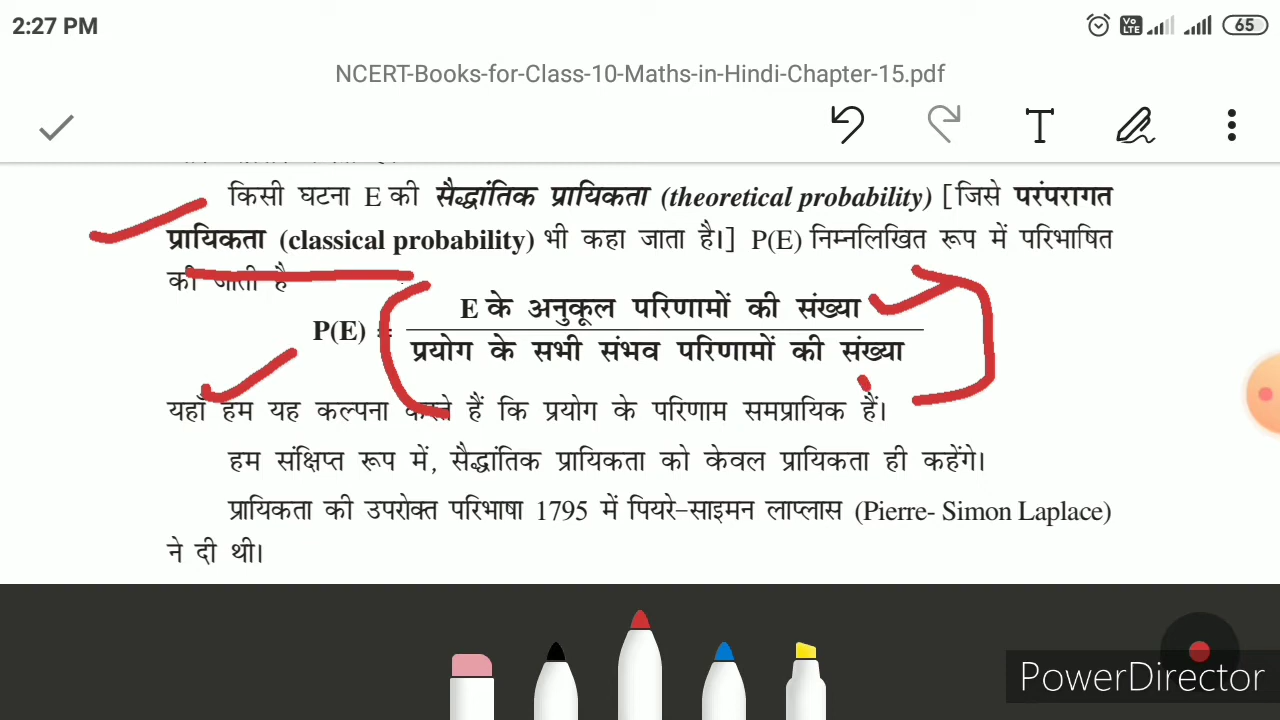 2:27 PM
Vo LTE
65
NCERT-Books-for-Class-10-Maths-in-Hindi-Chapter-15.pdf
T
किसी घटना E की सैद्धांतिक प्रायिकता (theoretical probability) [जिसे परंपरागत
प्रायिकता (classical probability) भी कहा जाता है।] P(E) निम्नलिखित रूप में परिभाषित
की जाती है
E के अनुकूल परिणामों की संख्या
P(E) =
प्रयोग के सभी संभव परिणामों की संख्या
यहाँ हम यह कल्पना करते हैं कि प्रयोग के परिणाम समप्रायिक हैं।
हम संक्षिप्त रूप में, सैद्धांतिक प्रायिकता को केवल प्रायिकता ही कहेंगे।
प्रायिकता की उपरोक्त परिभाषा 1795 में पियरे-साइमन लाप्लास (Pierre- Simon Laplace)
ने दी थी।
PowerDirector